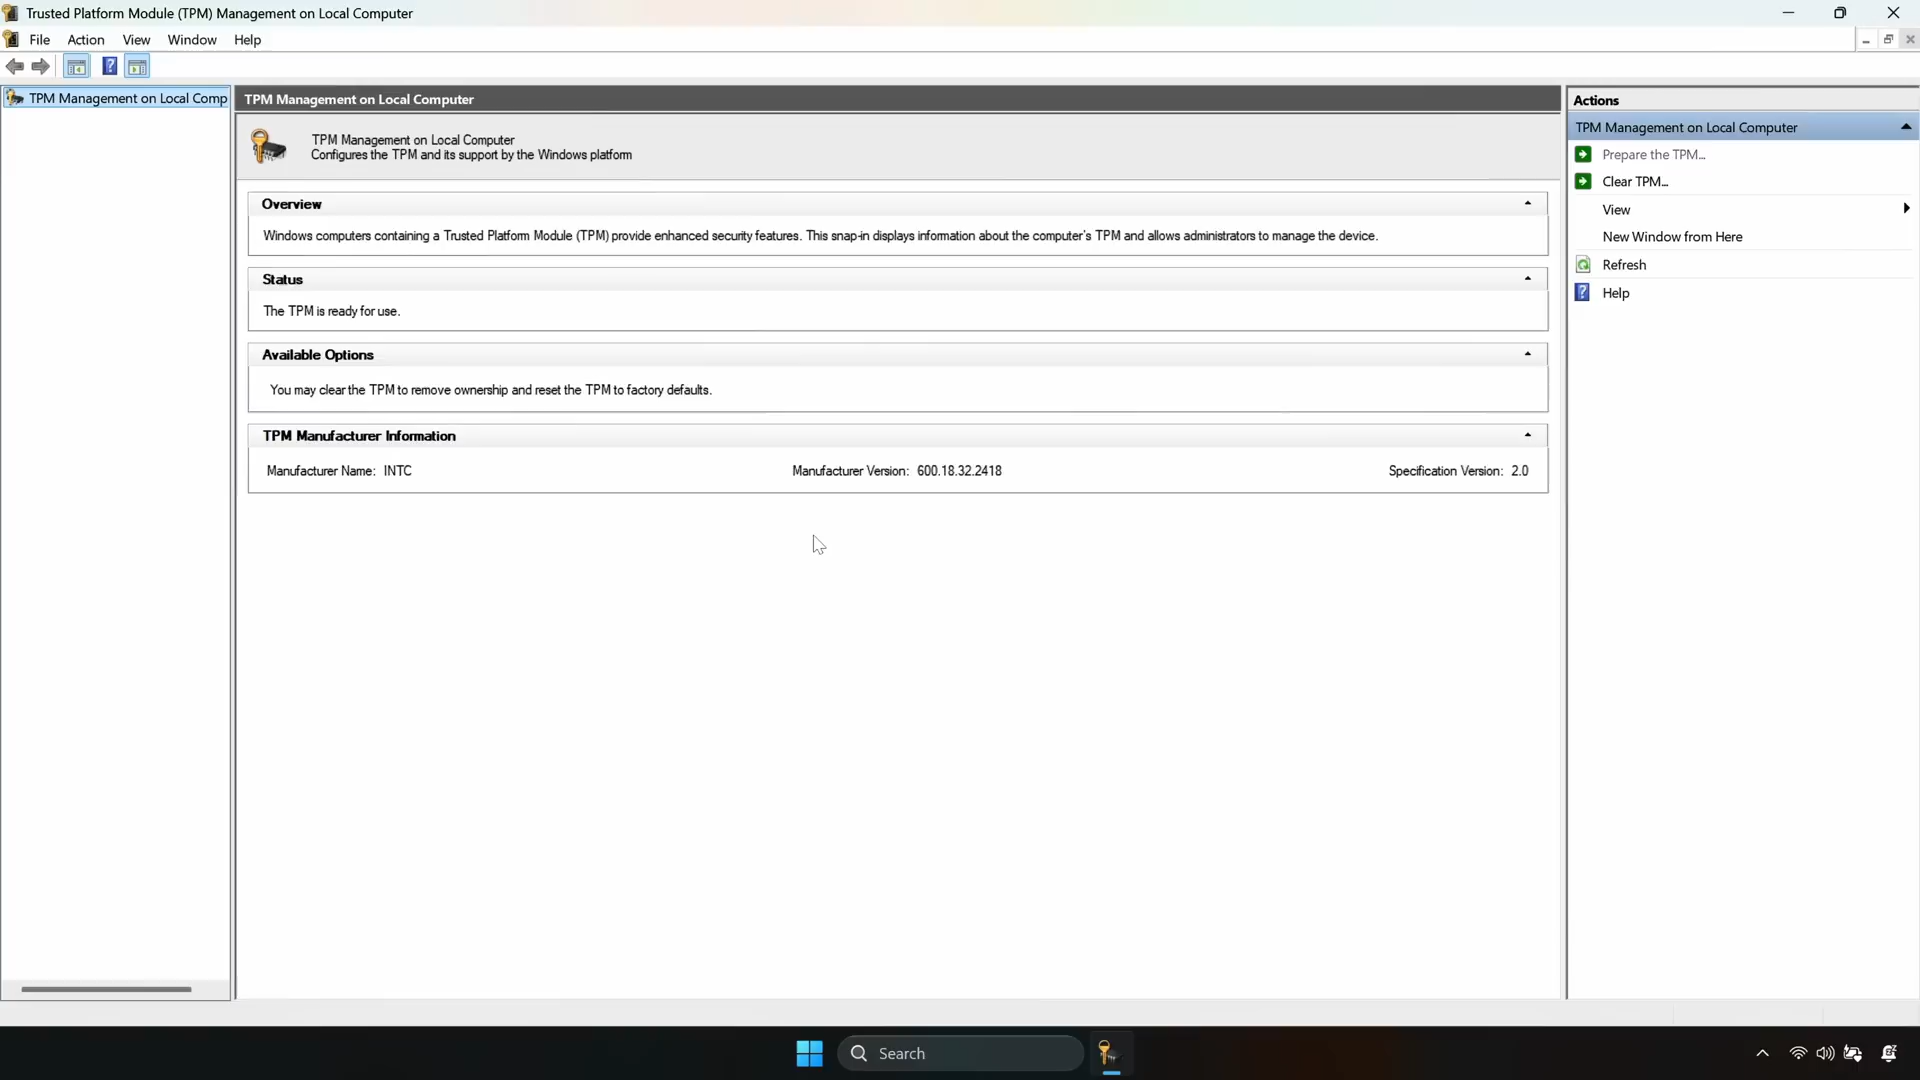 Trusted Platform Module (TPM) Management on Local Computer
File Action View Window Help
TPM Management on Local Comp
TPM Management on Local Computer
TPM Management on Local Computer
Configures the TPM and its support by the Windows platform
Overview
Windows computers containing a Trusted Platform Module (TPM) provide enhanced security features. This snap-in displays information about the computer's TPM and allows administrators to manage the device.
Status
The TPM is ready for use.
Available Options
You may clear the TPM to remove ownership and reset the TPM to factory defaults.
TPM Manufacturer Information
Manufacturer Name: INTC Manufacturer Version: 600.18.32.2418 Specification Version: 2.0
Actions
TPM Management on Local Computer
Prepare the TPM...
Clear TPM...
View
New Window from Here
Refresh
Help
Search